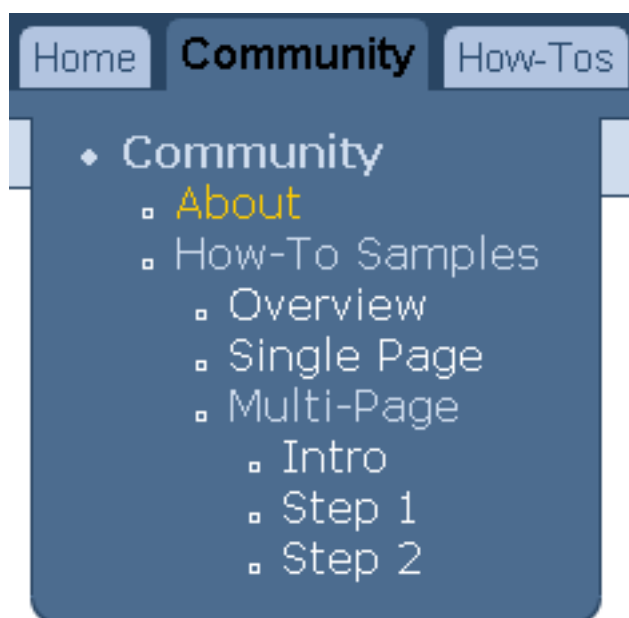 Home Community How-Tos
Community
About
How-To Samples
Overview
Single Page
Multi-Page
Intro
Step 1
Step 2